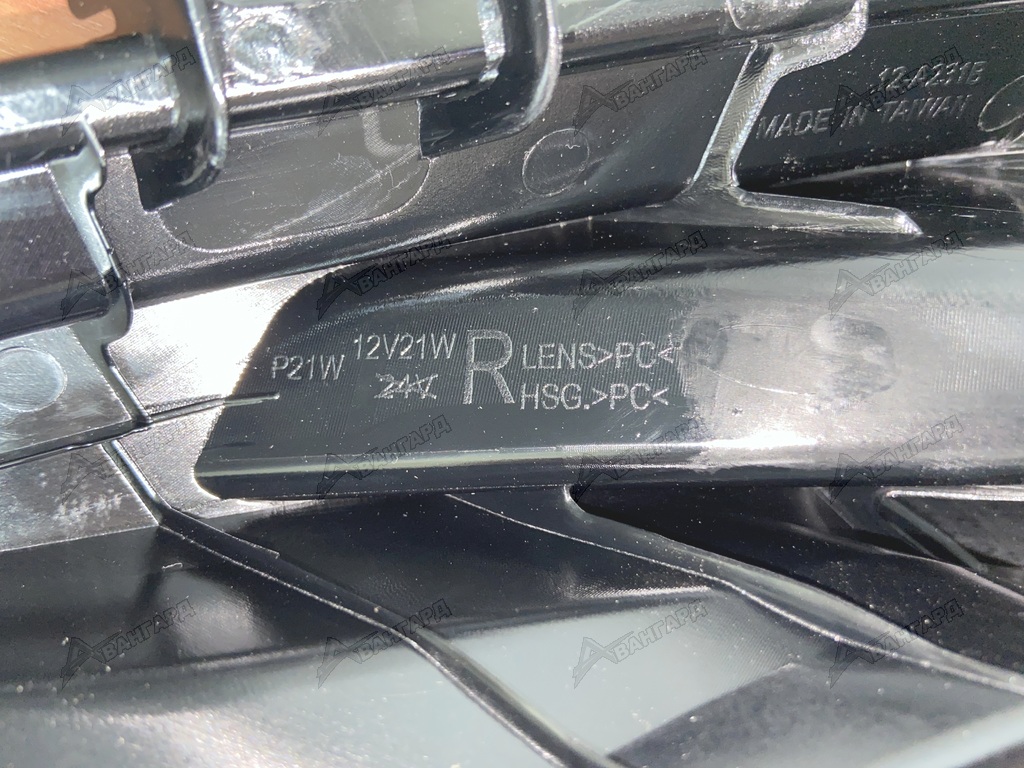 12-A231E
MADE IN TAIWAN
P21W
12V21W
24V
R
LENS>PC<
HSG.>PC<
АВАНГАРД